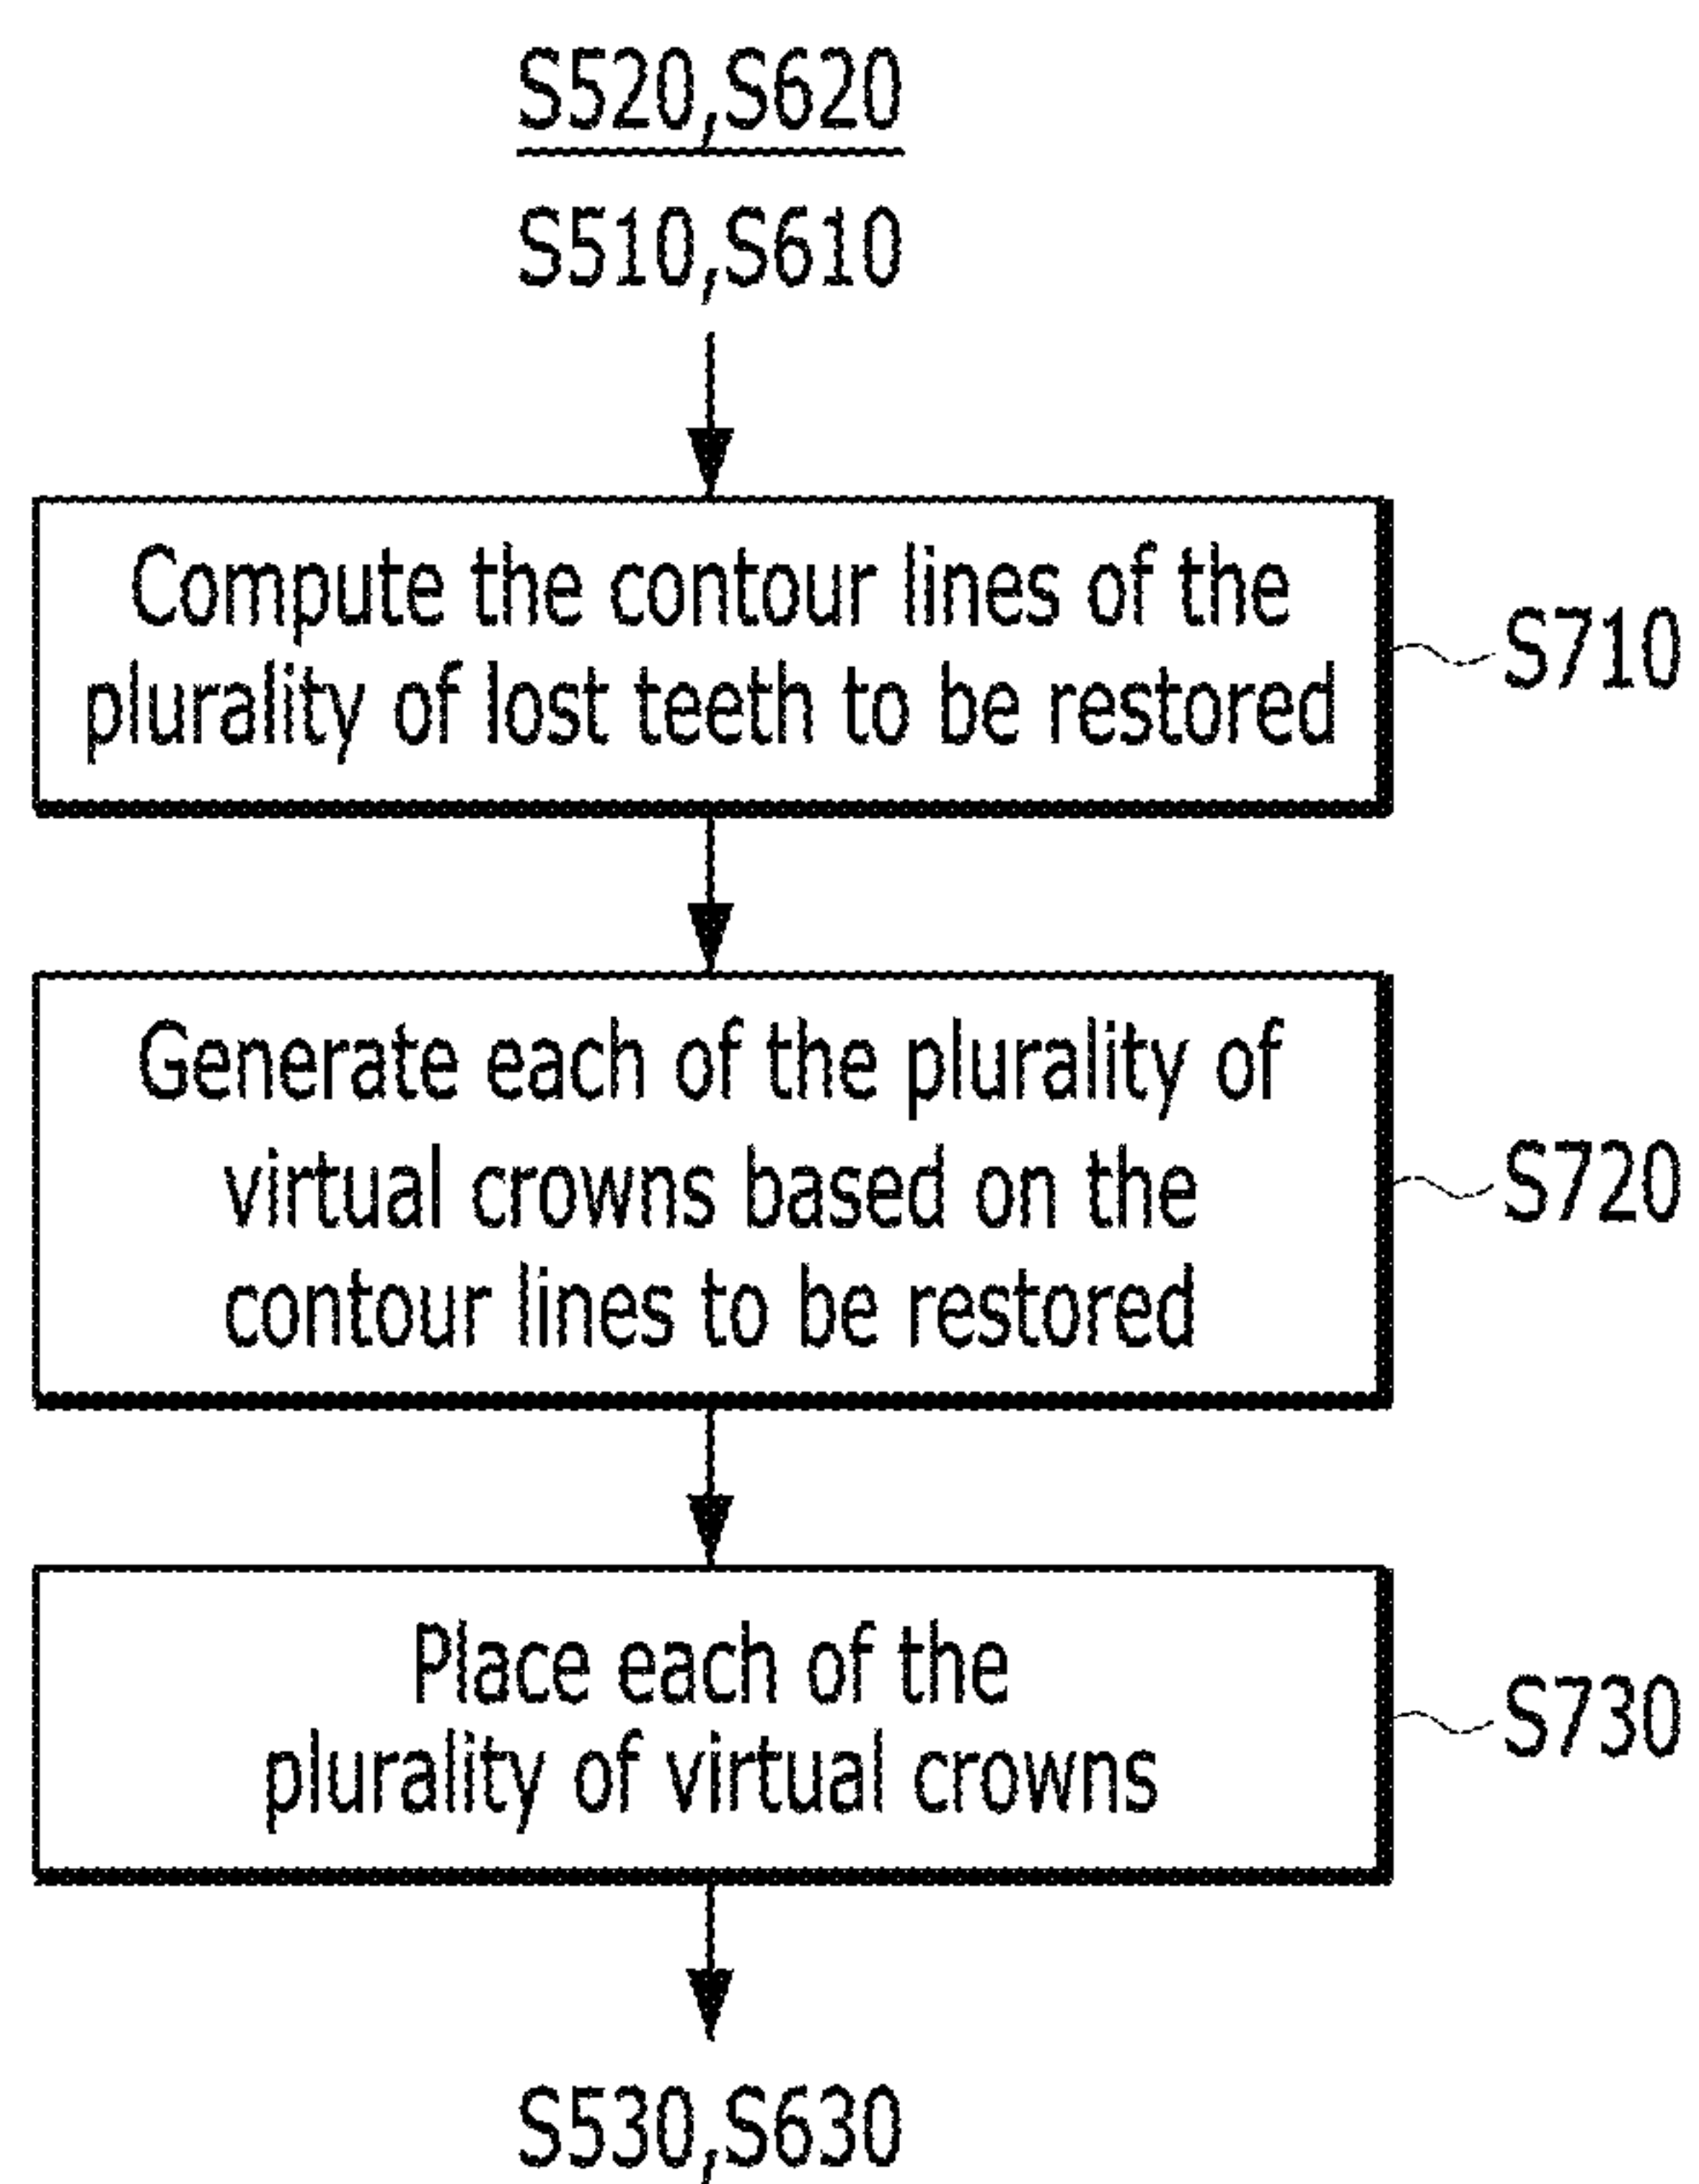 S520,S620
S510,S610
Compute the contour lines of the
plurality of lost teeth to be restored
S710
Generate each of the plurality of
virtual crowns based on the
contour lines to be restored
S720
Place each of the
plurality of virtual crowns
S730
S530,S630